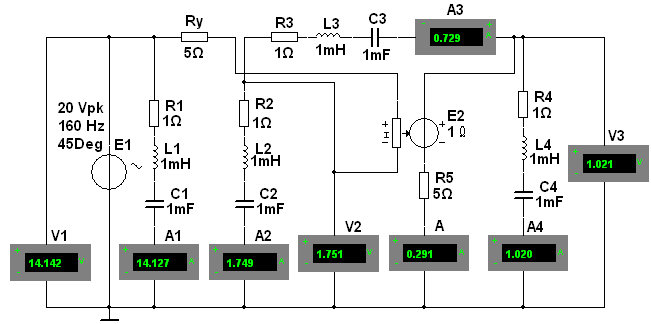 Ry
5Ω
R3
1Ω
L3
1mH
C3
1mF
A3
0.729
20 Vpk
160 Hz
45Deg
E1
R1
1Ω
L1
1mH
C1
1mF
R2
1Ω
L2
1mH
C2
1mF
E2
1 Ω
R5
5Ω
R4
1Ω
L4
1mH
C4
1mF
V3
1.021
V1
14.142
A1
14.127
A2
1.749
V2
1.751
A
0.291
A4
1.020